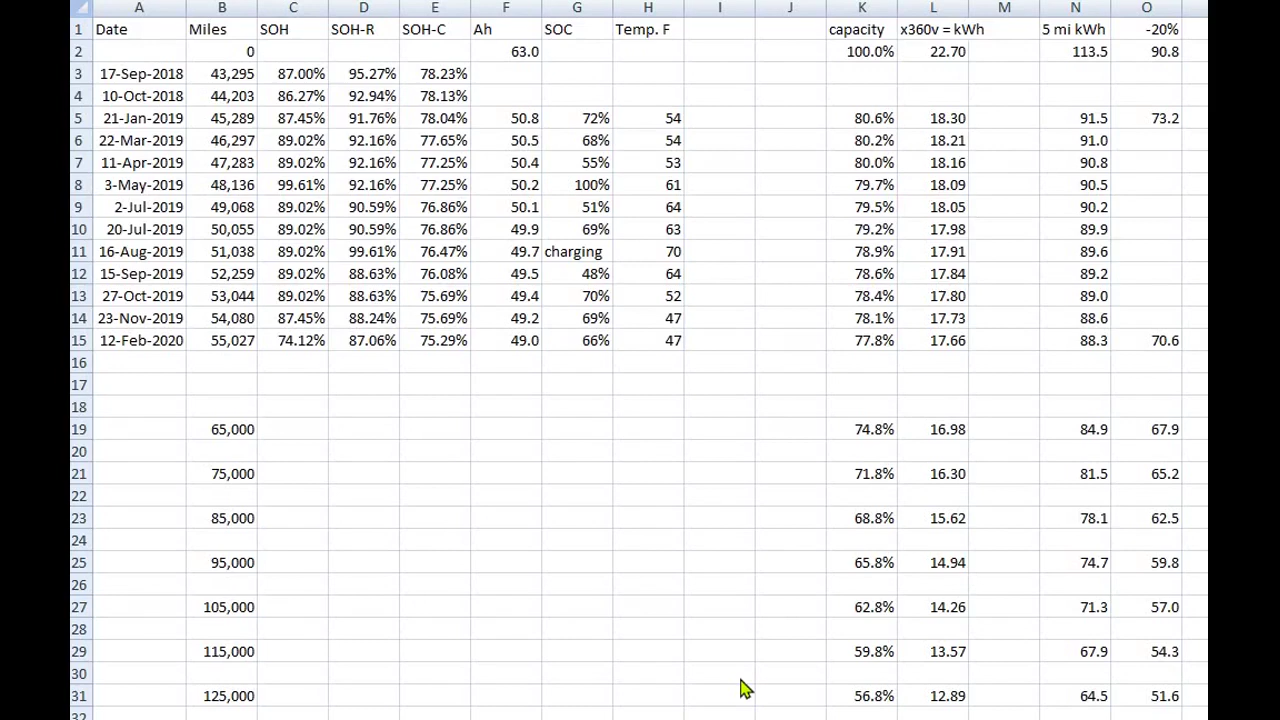 A B C D E F G H I J K L M N O
1 Date Miles SOH SOH-R SOH-C Ah SOC Temp. F capacity x360v = kWh 5 mi kWh -20%
2 0 63.0 100.0% 22.70 113.5 90.8
3 17-Sep-2018 43,295 87.00% 95.27% 78.23%
4 10-Oct-2018 44,203 86.27% 92.94% 78.13%
5 21-Jan-2019 45,289 87.45% 91.76% 78.04% 50.8 72% 54 80.6% 18.30 91.5 73.2
6 22-Mar-2019 46,297 89.02% 92.16% 77.65% 50.5 68% 54 80.2% 18.21 91.0
7 11-Apr-2019 47,283 89.02% 92.16% 77.25% 50.4 55% 53 80.0% 18.16 90.8
8 3-May-2019 48,136 99.61% 92.16% 77.25% 50.2 100% 61 79.7% 18.09 90.5
9 2-Jul-2019 49,068 89.02% 90.59% 76.86% 50.1 51% 64 79.5% 18.05 90.2
10 20-Jul-2019 50,055 89.02% 90.59% 76.86% 49.9 69% 63 79.2% 17.98 89.9
11 16-Aug-2019 51,038 89.02% 99.61% 76.47% 49.7 charging 70 78.9% 17.91 89.6
12 15-Sep-2019 52,259 89.02% 88.63% 76.08% 49.5 48% 64 78.6% 17.84 89.2
13 27-Oct-2019 53,044 89.02% 88.63% 75.69% 49.4 70% 52 78.4% 17.80 89.0
14 23-Nov-2019 54,080 87.45% 88.24% 75.69% 49.2 69% 47 78.1% 17.73 88.6
15 12-Feb-2020 55,027 74.12% 87.06% 75.29% 49.0 66% 47 77.8% 17.66 88.3 70.6
16
17
18
19 65,000 74.8% 16.98 84.9 67.9
20
21 75,000 71.8% 16.30 81.5 65.2
22
23 85,000 68.8% 15.62 78.1 62.5
24
25 95,000 65.8% 14.94 74.7 59.8
26
27 105,000 62.8% 14.26 71.3 57.0
28
29 115,000 59.8% 13.57 67.9 54.3
30
31 125,000 56.8% 12.89 64.5 51.6
32